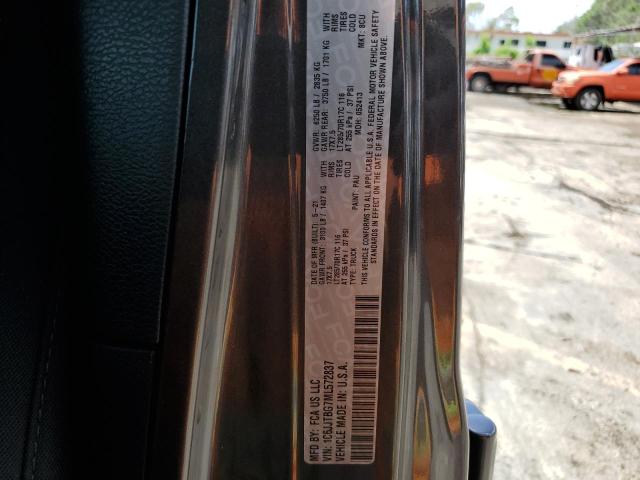 MFD BY: FCA US LLC
DATE OF MFR (BUILT): 5-21
GVWR: 6250 LB / 2835 KG
GAWR FRONT: 3100 LB / 1407 KG WITH
GAWR REAR: 3750 LB / 1701 KG WITH
17X7.5 RIMS
17X7.5 RIMS
LT285/70R17C 116 TIRES
LT285/70R17C 116 TIRES
AT 255 kPa / 37 PSI COLD
AT 255 kPa / 37 PSI COLD
TYPE: TRUCK
PAINT: PAU
MDH: 052413
MKT: 8CU
VIN: 1C6JJTBG7ML572837
VEHICLE MADE IN: U.S.A.
THIS VEHICLE CONFORMS TO ALL APPLICABLE U.S.A. FEDERAL MOTOR VEHICLE SAFETY
STANDARDS IN EFFECT ON THE DATE OF MANUFACTURE SHOWN ABOVE.